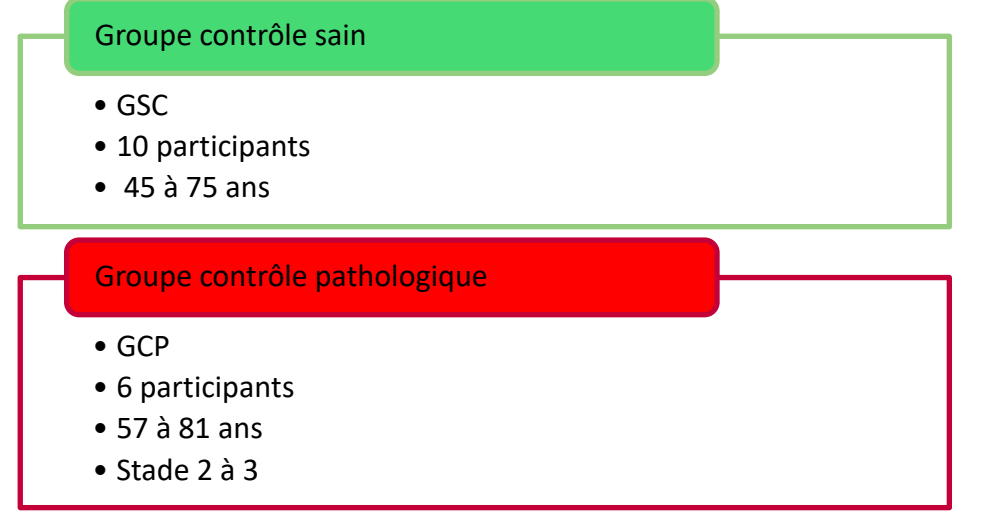 Groupe contrôle sain
• GSC
• 10 participants
• 45 à 75 ans
Groupe contrôle pathologique
• GCP
• 6 participants
• 57 à 81 ans
• Stade 2 à 3